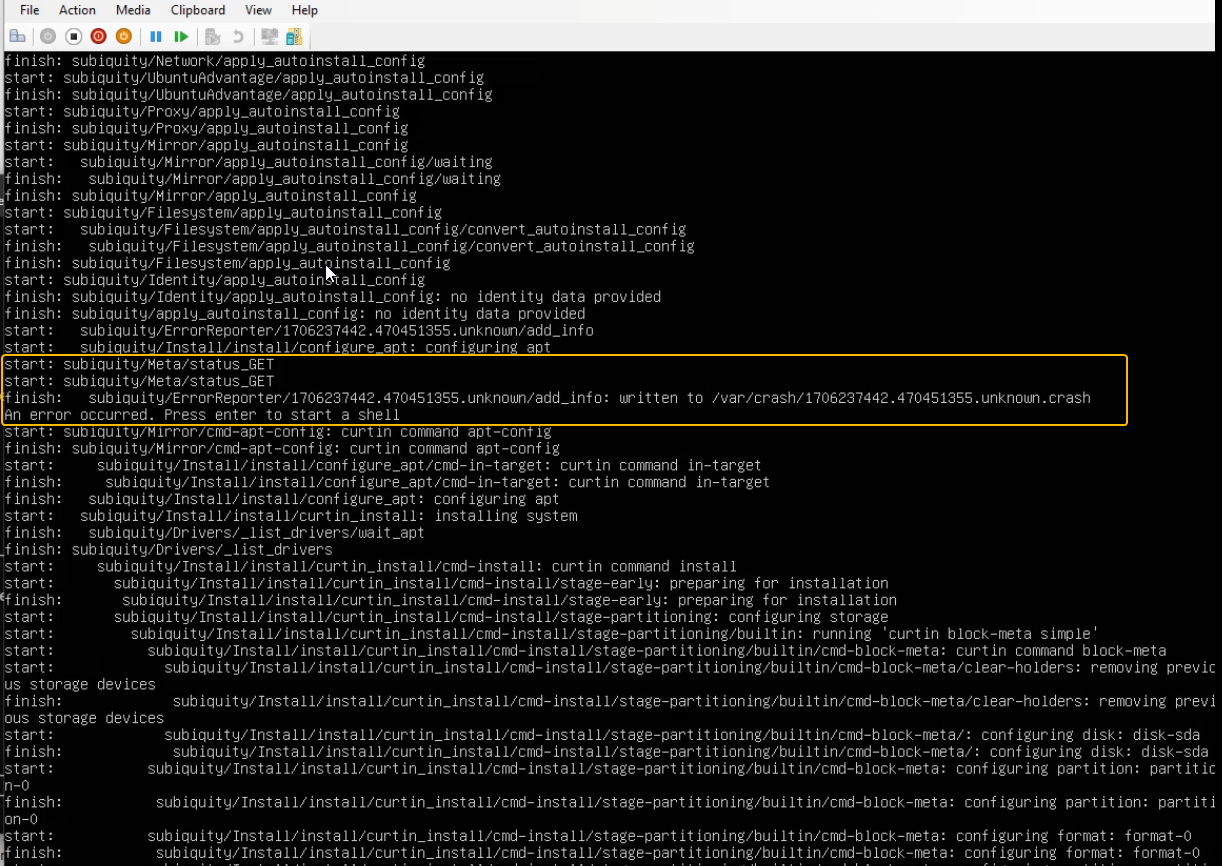 File Action Media Clipboard View Help
finish: subiquity/Network/apply_autoinstall_config
start: subiquity/UbuntuAdvantage/apply_autoinstall_config
finish: subiquity/UbuntuAdvantage/apply_autoinstall_config
start: subiquity/Proxy/apply_autoinstall_config
finish: subiquity/Proxy/apply_autoinstall_config
start: subiquity/Mirror/apply_autoinstall_config
start:   subiquity/Mirror/apply_autoinstall_config/waiting
finish:   subiquity/Mirror/apply_autoinstall_config/waiting
finish: subiquity/Mirror/apply_autoinstall_config
start: subiquity/Filesystem/apply_autoinstall_config
start:   subiquity/Filesystem/apply_autoinstall_config/convert_autoinstall_config
finish:   subiquity/Filesystem/apply_autoinstall_config/convert_autoinstall_config
finish: subiquity/Filesystem/apply_autoinstall_config
start: subiquity/Identity/apply_autoinstall_config
finish: subiquity/Identity/apply_autoinstall_config: no identity data provided
finish: subiquity/apply_autoinstall_config: no identity data provided
start:   subiquity/ErrorReporter/1706237442.470451355.unknown/add_info
start:   subiquity/Install/install/configure_apt: configuring apt
start: subiquity/Meta/status_GET
start: subiquity/Meta/status_GET
finish:   subiquity/ErrorReporter/1706237442.470451355.unknown/add_info: written to /var/crash/1706237442.470451355.unknown.crash
An error occurred. Press enter to start a shell
start: subiquity/Mirror/cmd-apt-config: curtin command apt-config
finish: subiquity/Mirror/cmd-apt-config: curtin command apt-config
start:     subiquity/Install/install/configure_apt/cmd-in-target: curtin command in-target
finish:     subiquity/Install/install/configure_apt/cmd-in-target: curtin command in-target
finish:   subiquity/Install/install/configure_apt: configuring apt
start:   subiquity/Install/install/curtin_install: installing system
finish:   subiquity/Drivers/_list_drivers/wait_apt
finish: subiquity/Drivers/_list_drivers
start:     subiquity/Install/install/curtin_install/cmd-install: curtin command install
start:       subiquity/Install/install/curtin_install/cmd-install/stage-early: preparing for installation
finish:       subiquity/Install/install/curtin_install/cmd-install/stage-early: preparing for installation
start:       subiquity/Install/install/curtin_install/cmd-install/stage-partitioning: configuring storage
start:         subiquity/Install/install/curtin_install/cmd-install/stage-partitioning/builtin: running 'curtin block-meta simple'
start:           subiquity/Install/install/curtin_install/cmd-install/stage-partitioning/builtin/cmd-block-meta: curtin command block-meta
start:             subiquity/Install/install/curtin_install/cmd-install/stage-partitioning/builtin/cmd-block-meta/clear-holders: removing previo
us storage devices
finish:             subiquity/Install/install/curtin_install/cmd-install/stage-partitioning/builtin/cmd-block-meta/clear-holders: removing previ
ous storage devices
start:             subiquity/Install/install/curtin_install/cmd-install/stage-partitioning/builtin/cmd-block-meta/: configuring disk: disk-sda
finish:             subiquity/Install/install/curtin_install/cmd-install/stage-partitioning/builtin/cmd-block-meta/: configuring disk: disk-sda
start:           subiquity/Install/install/curtin_install/cmd-install/stage-partitioning/builtin/cmd-block-meta: configuring partition: partitio
n-0
finish:           subiquity/Install/install/curtin_install/cmd-install/stage-partitioning/builtin/cmd-block-meta: configuring partition: partiti
on-0
start:           subiquity/Install/install/curtin_install/cmd-install/stage-partitioning/builtin/cmd-block-meta: configuring format: format-0
finish:           subiquity/Install/install/curtin_install/cmd-install/stage-partitioning/builtin/cmd-block-meta: configuring format: format-0